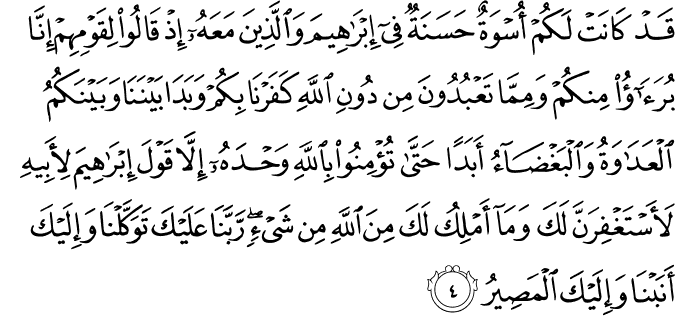 قَدْ كَانَتْ لَكُمْ أُسْوَةٌ حَسَنَةٌ فِىٓ إِبْرَٰهِيمَ وَٱلَّذِينَ مَعَهُۥٓ إِذْ قَالُوا۟ لِقَوْمِهِمْ إِنَّا
بُرَءَٰٓؤُا۟ مِنكُمْ وَمِمَّا تَعْبُدُونَ مِن دُونِ ٱللَّهِ كَفَرْنَا بِكُمْ وَبَدَا بَيْنَنَا وَبَيْنَكُمُ
ٱلْعَدَٰوَةُ وَٱلْبَغْضَآءُ أَبَدًا حَتَّىٰ تُؤْمِنُوا۟ بِٱللَّهِ وَحْدَهُۥٓ إِلَّا قَوْلَ إِبْرَٰهِيمَ لِأَبِيهِ
لَأَسْتَغْفِرَنَّ لَكَ وَمَآ أَمْلِكُ لَكَ مِنَ ٱللَّهِ مِن شَىْءٍۖ رَّبَّنَا عَلَيْكَ تَوَكَّلْنَا وَإِلَيْكَ
أَنَبْنَا وَإِلَيْكَ ٱلْمَصِيرُ ٤